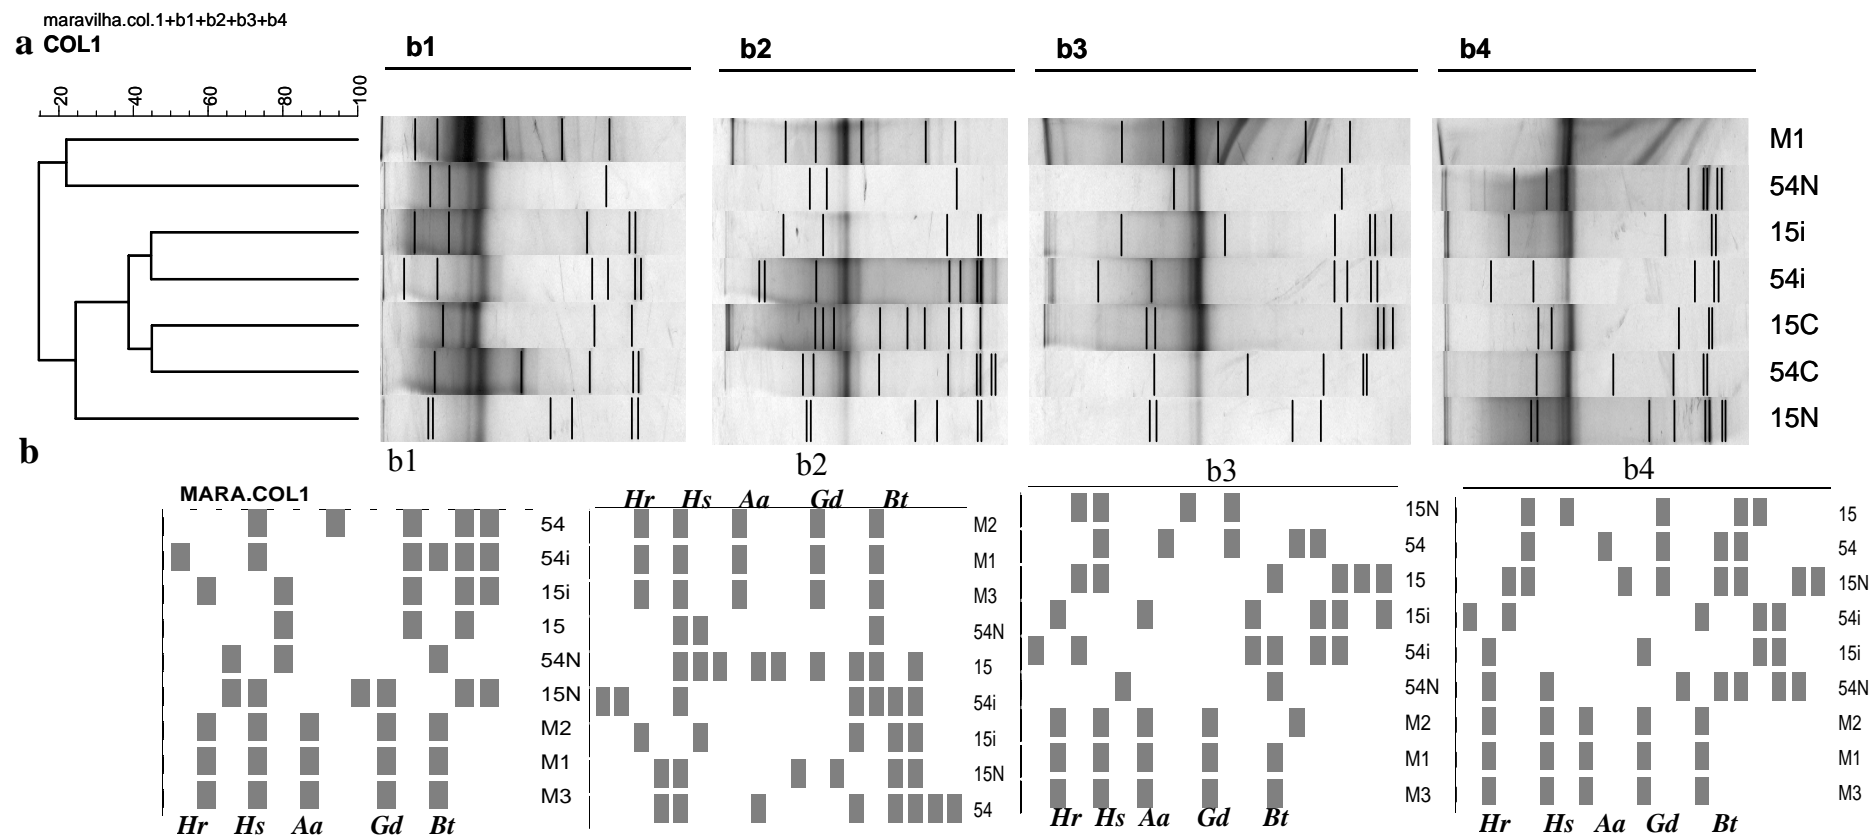 maravilha.col.1+b1+b2+b3+b4
a COL1 b1 b2 b3 b4
20 40 60 80 100
M1
54N
15i
54i
15C
54C
15N
b
b1 b2 b3 b4
MARA.COL1
Hr Hs Aa Gd Bt
54
54i
15i
15
54N
15N
M2
M1
M3
Hr Hs Aa Gd Bt
M2
M1
M3
54N
15
54i
15i
15N
54
15N
54
15
15i
54i
54N
M2
M1
M3
Hr Hs Aa Gd Bt
15
54
15N
54i
15i
54N
M2
M1
M3
Hr Hs Aa Gd Bt